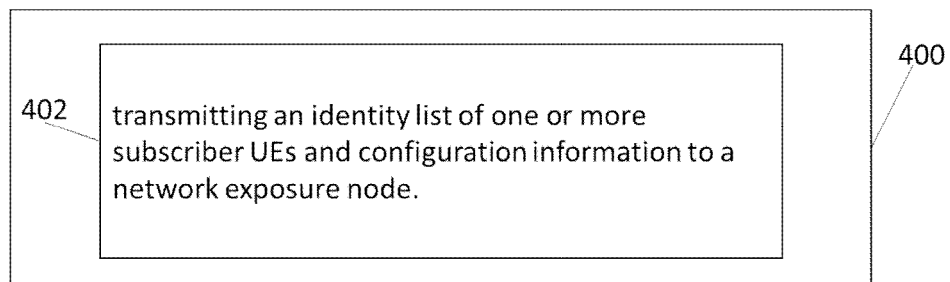 400
402
transmitting an identity list of one or more
subscriber UEs and configuration information to a
network exposure node.